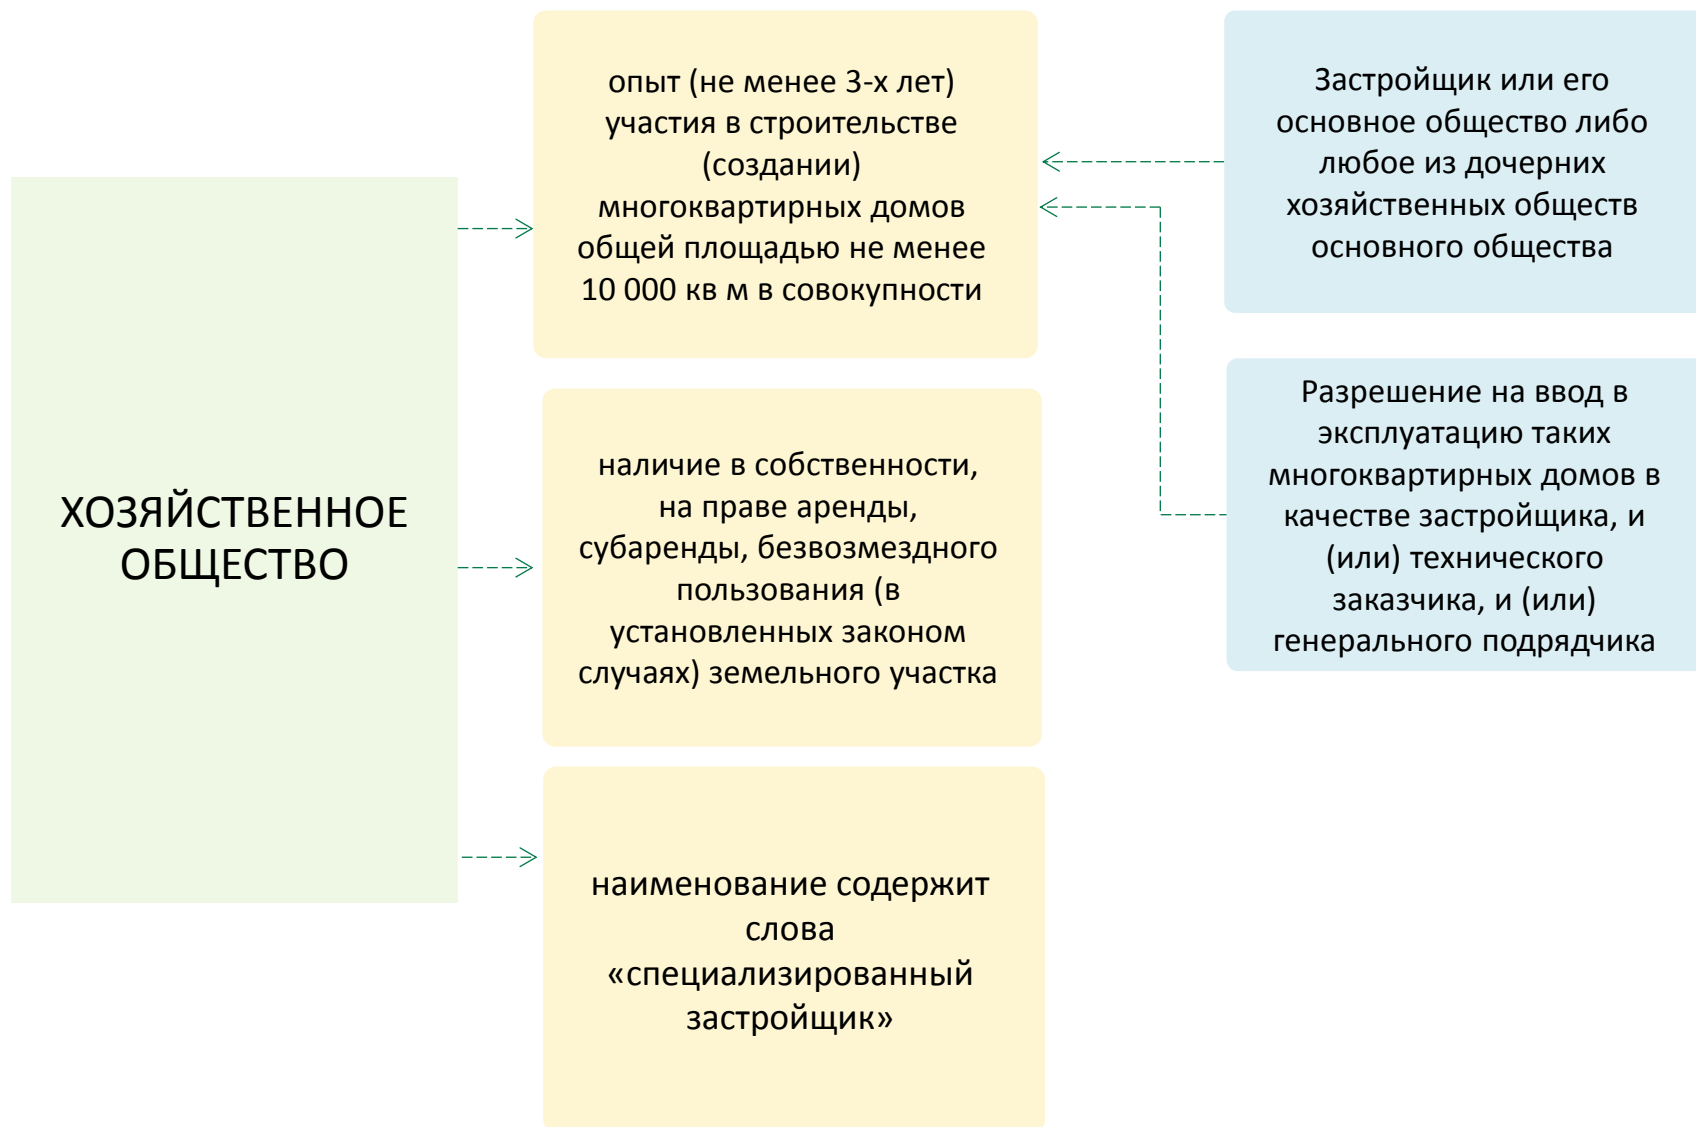 ХОЗЯЙСТВЕННОЕ
ОБЩЕСТВО
опыт (не менее 3-х лет)
участия в строительстве
(создании)
многоквартирных домов
общей площадью не менее
10 000 кв м в совокупности
наличие в собственности,
на праве аренды,
субаренды, безвозмездного
пользования (в
установленных законом
случаях) земельного участка
наименование содержит
слова
«специализированный
застройщик»
Застройщик или его
основное общество либо
любое из дочерних
хозяйственных обществ
основного общества
Разрешение на ввод в
эксплуатацию таких
многоквартирных домов в
качестве застройщика, и
(или) технического
заказчика, и (или)
генерального подрядчика